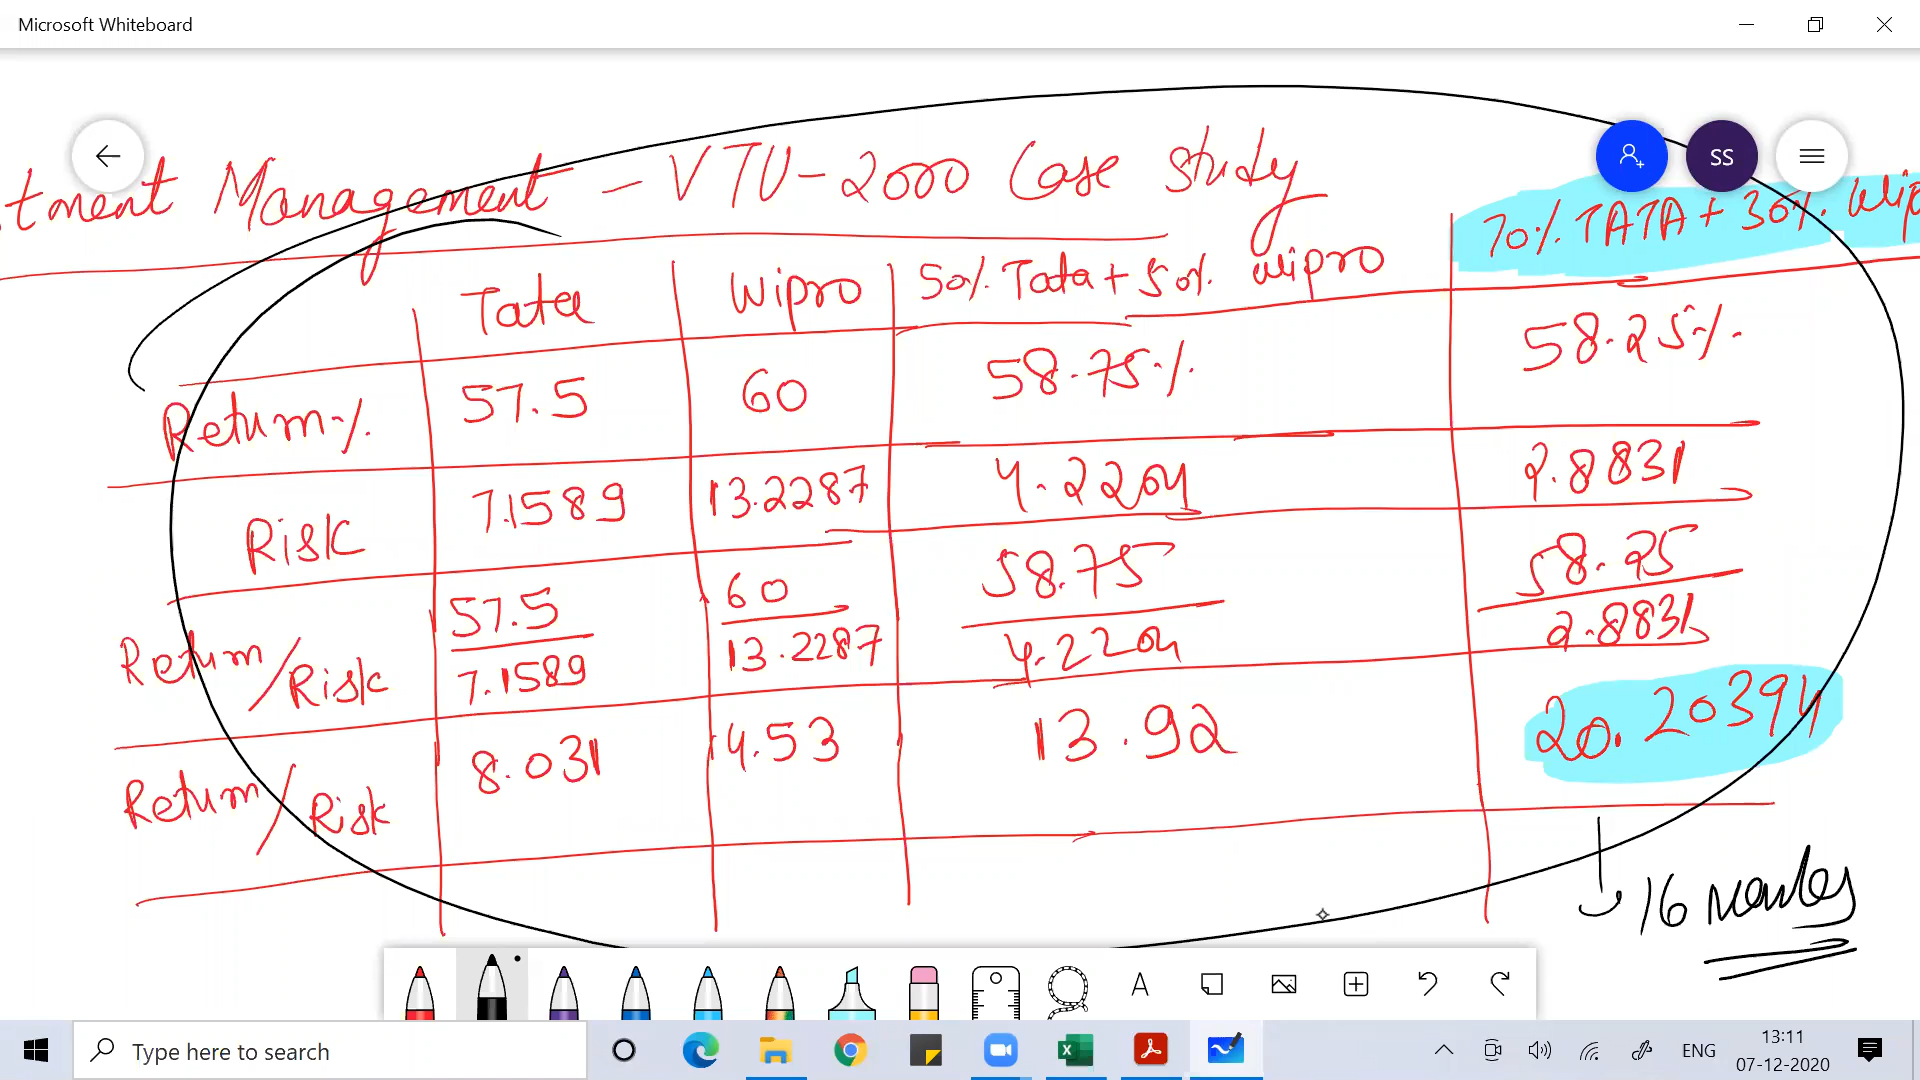 Microsoft Whiteboard
SS
tment Management - VTU-2000 Case Study
Tata
Wipro
50% Tata + 50% Wipro
70% TATA + 30% Wip
Return %
57.5
60
58.75%
58.25%
Risk
7.1589
13.2287
4.2204
2.8831
Return/Risk
57.5
7.1589
60
13.2287
58.75
4.2204
58.25
2.8831
Return/Risk
8.031
4.53
13.92
20.20394
16 marks
A
Type here to search
ENG
13:11
07-12-2020